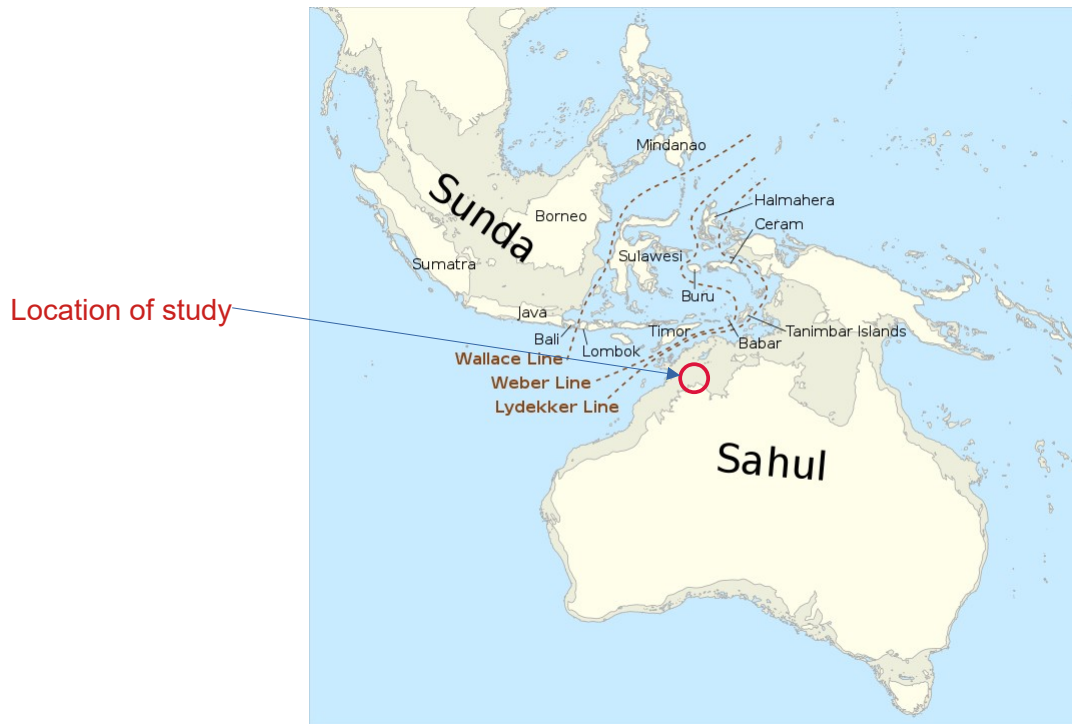 Mindanao
Halmahera
Sunda
Borneo
Ceram
Sulawesi
Sumatra
Buru
Location of study
Java
Bali
Lombok
Timor
Babar
Tanimbar Islands
Wallace Line
Weber Line
Lydekker Line
Sahul